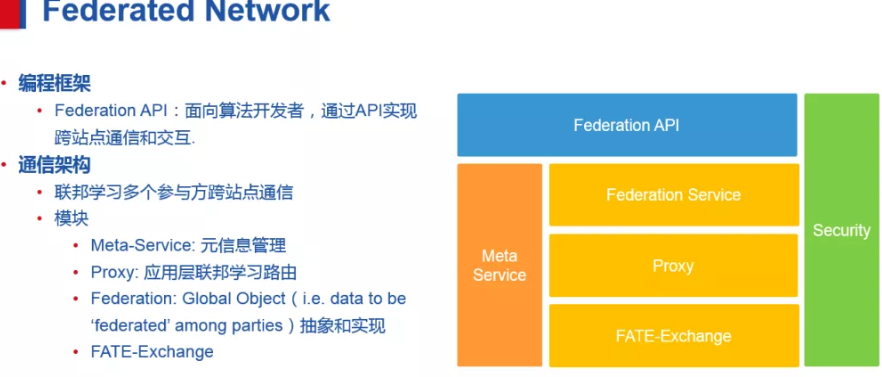 Federated Network
• 编程框架
• Federation API：面向算法开发者，通过API实现
跨站点通信和交互.
• 通信架构
• 联邦学习多个参与方跨站点通信
• 模块
• Meta-Service: 元信息管理
• Proxy: 应用层联邦学习路由
• Federation: Global Object（i.e. data to be
‘federated’ among parties）抽象和实现
• FATE-Exchange
Federation API
Meta
Service
Federation Service
Proxy
FATE-Exchange
Security